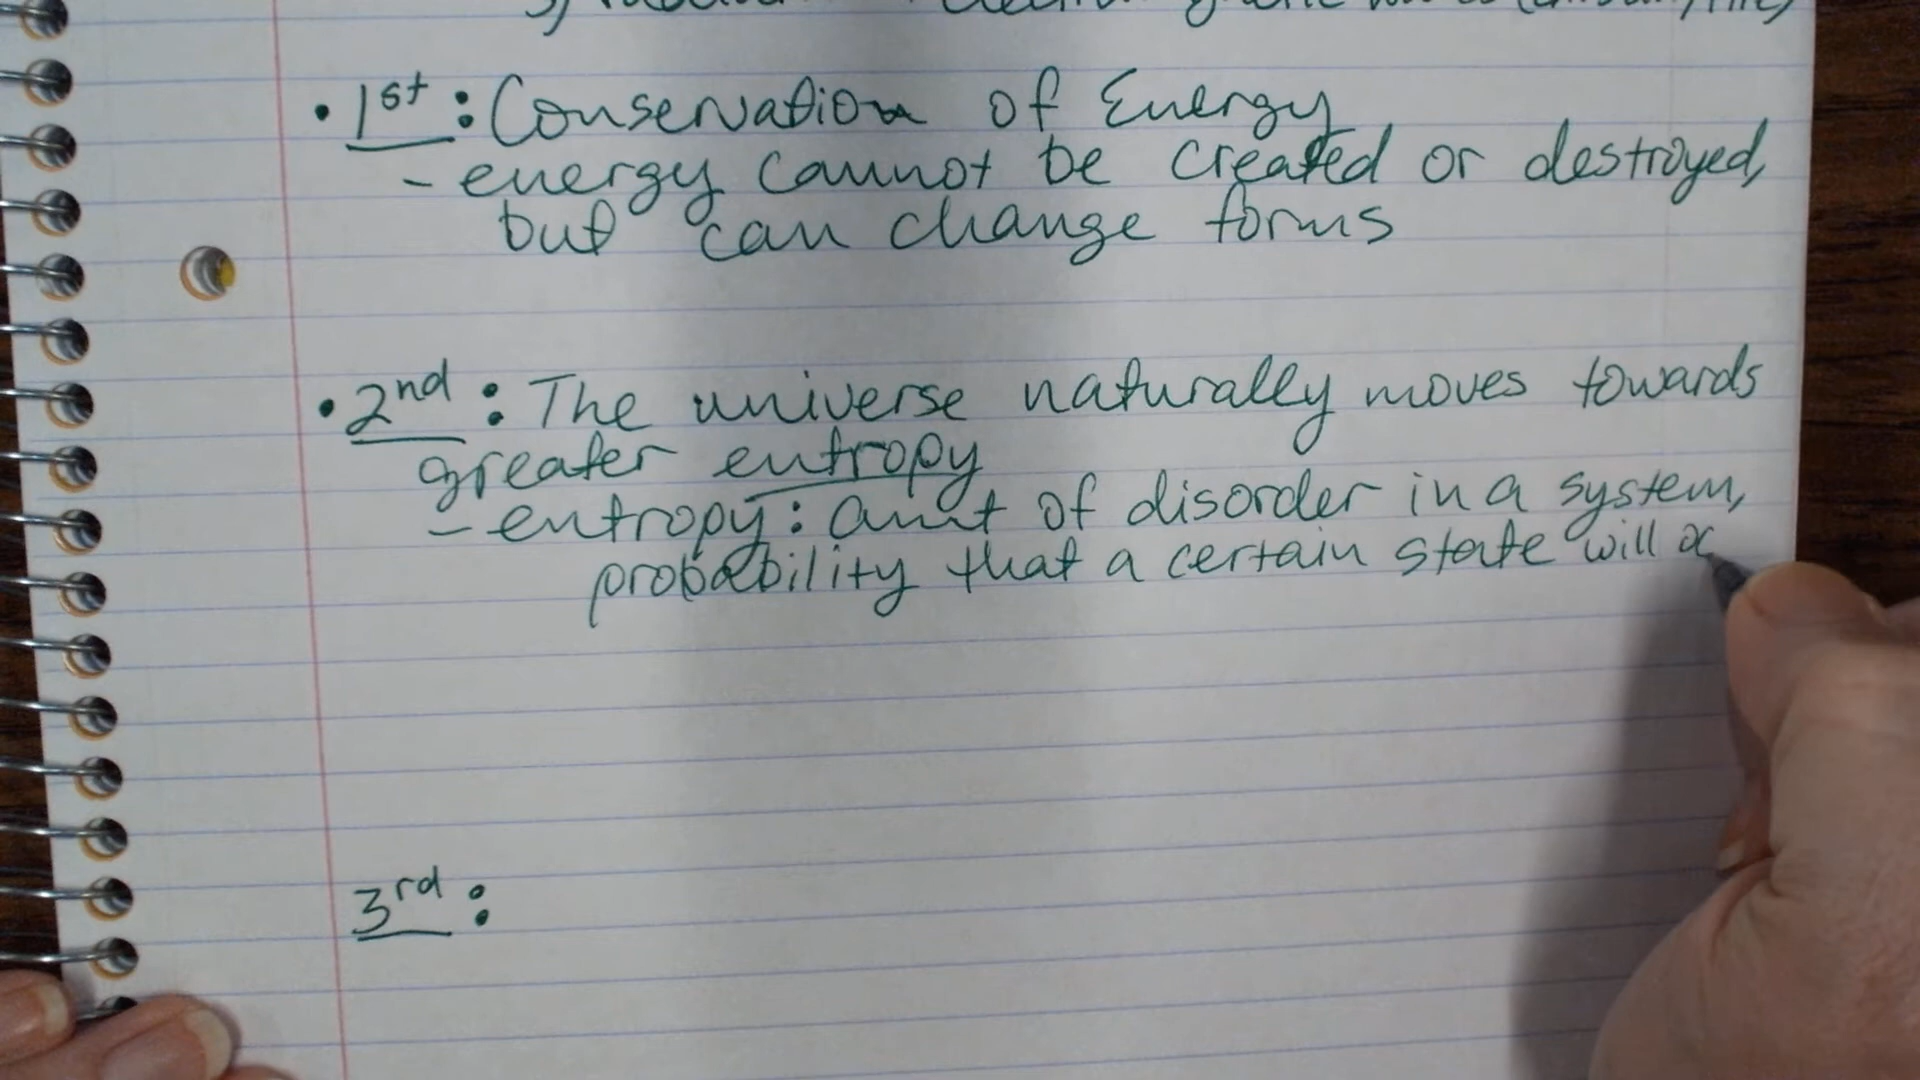 • 1st: Conservation of Energy
- energy cannot be created or destroyed,
but can change forms
• 2nd: The universe naturally moves towards
greater entropy
- entropy: amt of disorder in a system,
probability that a certain state will oc
3rd: